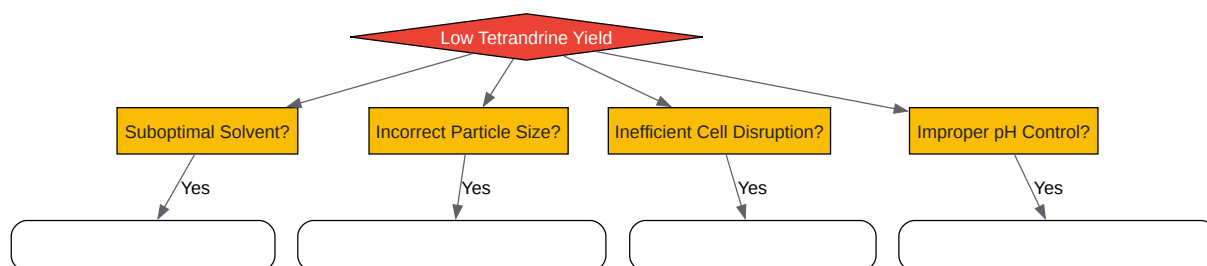 Low Tetrandrine Yield
Suboptimal Solvent?
Incorrect Particle Size?
Inefficient Cell Disruption?
Improper pH Control?
Yes
Yes
Yes
Yes